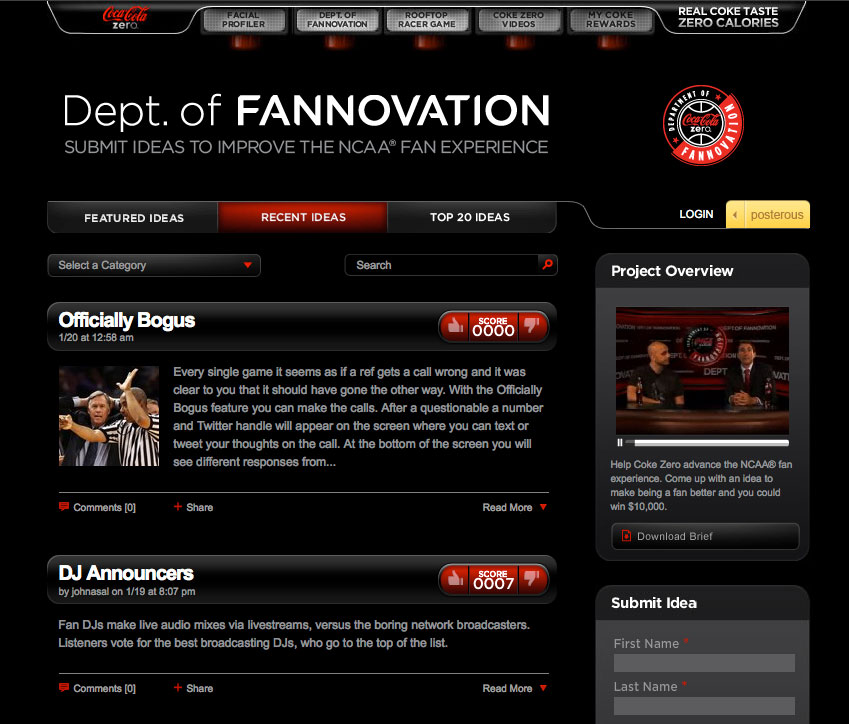 Coca-Cola
zero
FACIAL
PROFILER
DEPT. OF
FANNOVATION
ROOFTOP
RACER GAME
COKE ZERO
VIDEOS
MY COKE
REWARDS
REAL COKE TASTE
ZERO CALORIES
Dept. of FANNOVATION
SUBMIT IDEAS TO IMPROVE THE NCAA® FAN EXPERIENCE
DEPARTMENT OF
Coca-Cola
zero
FANNOVATION
FEATURED IDEAS
RECENT IDEAS
TOP 20 IDEAS
LOGIN
posterous
Select a Category
Search
Officially Bogus
1/20 at 12:58 am
SCORE
0000
Every single game it seems as if a ref gets a call wrong and it was
clear to you that it should have gone the other way. With the Officially
Bogus feature you can make the calls. After a questionable a number
and Twitter handle will appear on the screen where you can text or
tweet your thoughts on the call. At the bottom of the screen you will
see different responses from...
Comments [0]
+ Share
Read More
DJ Announcers
by johnasal on 1/19 at 8:07 pm
SCORE
0007
Fan DJs make live audio mixes via livestreams, versus the boring network broadcasters.
Listeners vote for the best broadcasting DJs, who go to the top of the list.
Comments [0]
+ Share
Read More
Project Overview
Help Coke Zero advance the NCAA® fan
experience. Come up with an idea to
make being a fan better and you could
win $10,000.
Download Brief
Submit Idea
First Name *
Last Name *